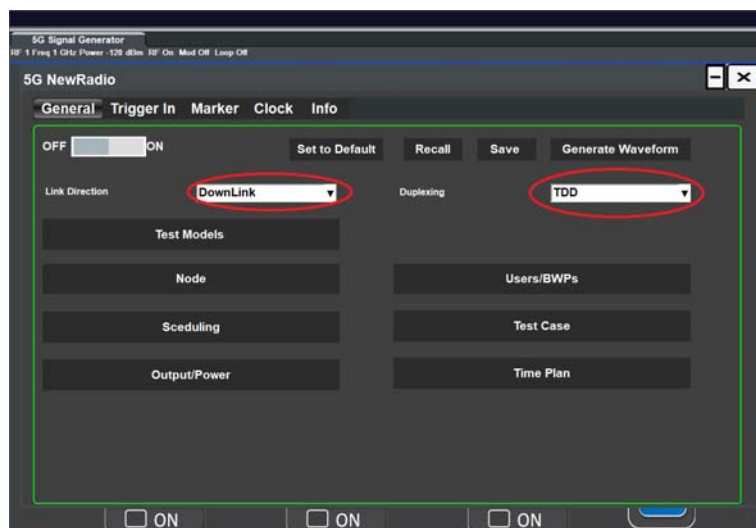 5G Signal Generator
RF 1 Freq 1 GHz Power -120 dBm RF On Mod Off Loop Off
5G NewRadio
General Trigger In Marker Clock Info
OFF ON Set to Default Recall Save Generate Waveform
Link Direction DownLink Duplexing TDD
Test Models
Node Users/BWPs
Sceduling Test Case
Output/Power Time Plan
ON ON ON